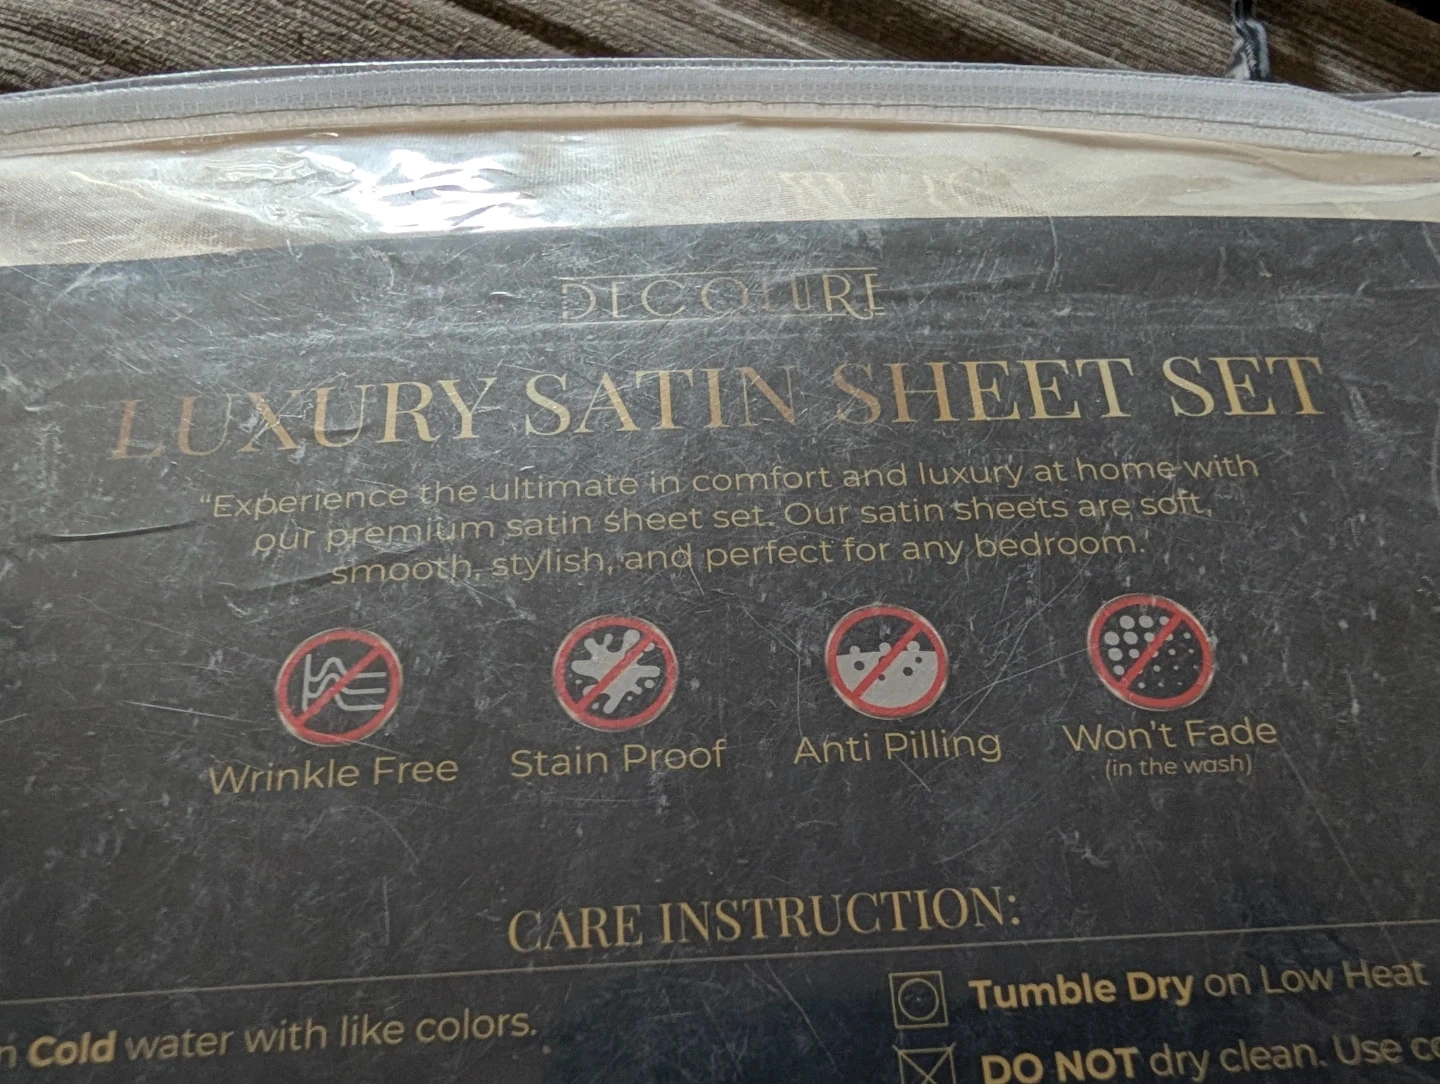 DECOLURE
LUXURY SATIN SHEET SET
“Experience the ultimate in comfort and luxury at home with
our premium satin sheet set. Our satin sheets are soft,
smooth, stylish, and perfect for any bedroom.
Wrinkle Free
Stain Proof
Anti Pilling
Won't Fade
(in the wash)
CARE INSTRUCTION:
Cold water with like colors.
Tumble Dry on Low Heat
DO NOT dry clean. Use